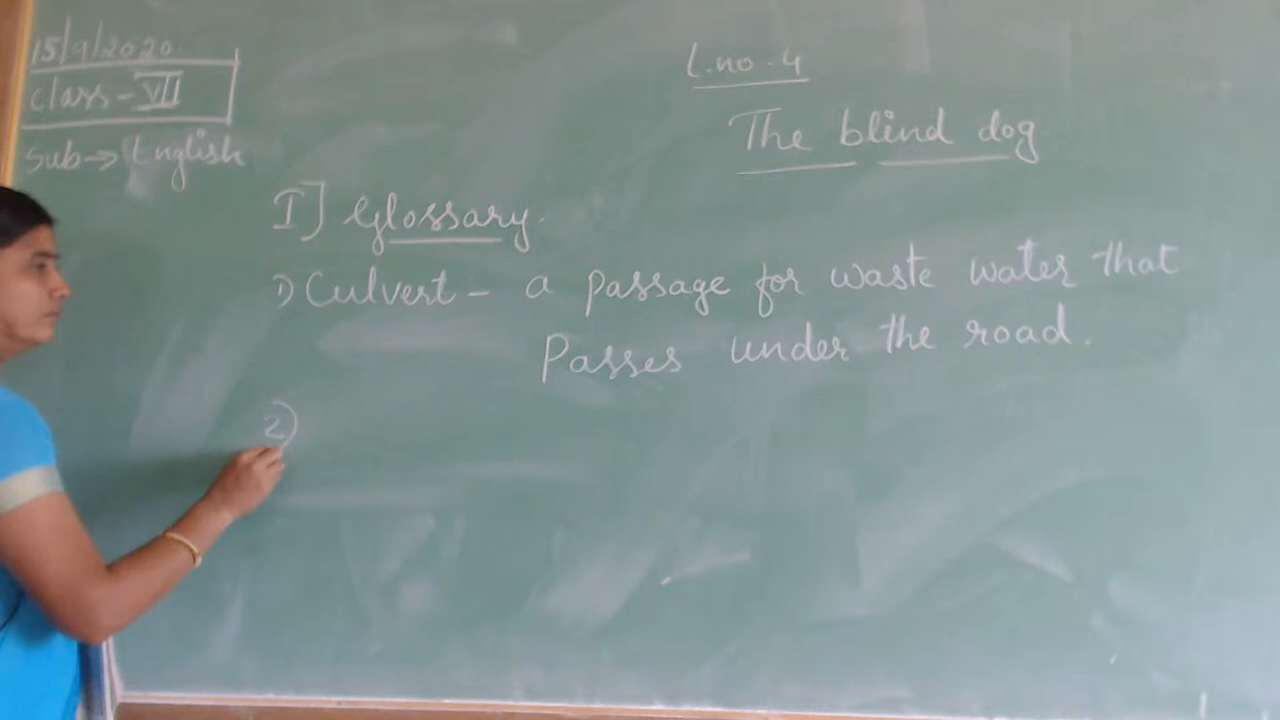 15/9/2020
Class - VII
Sub → English
L.no - 4
The blind dog
I] Glossary.
1) Culvert - a passage for waste water that
Passes under the road.
2)